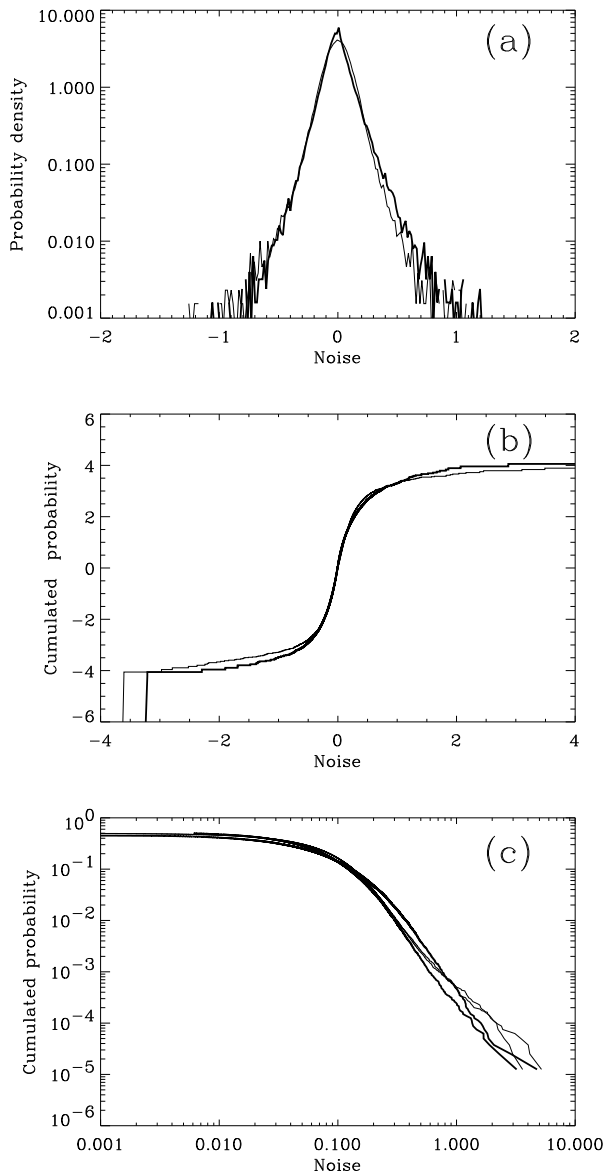 (a)
10.000
1.000
0.100
0.010
0.001
Probability density
−2 −1 0 1 2
Noise
(b)
6
4
2
0
−2
−4
−6
Cumulated probability
−4 −2 0 2 4
Noise
(c)
10^0
10^-1
10^-2
10^-3
10^-4
10^-5
10^-6
Cumulated probability
0.001 0.010 0.100 1.000 10.000
Noise